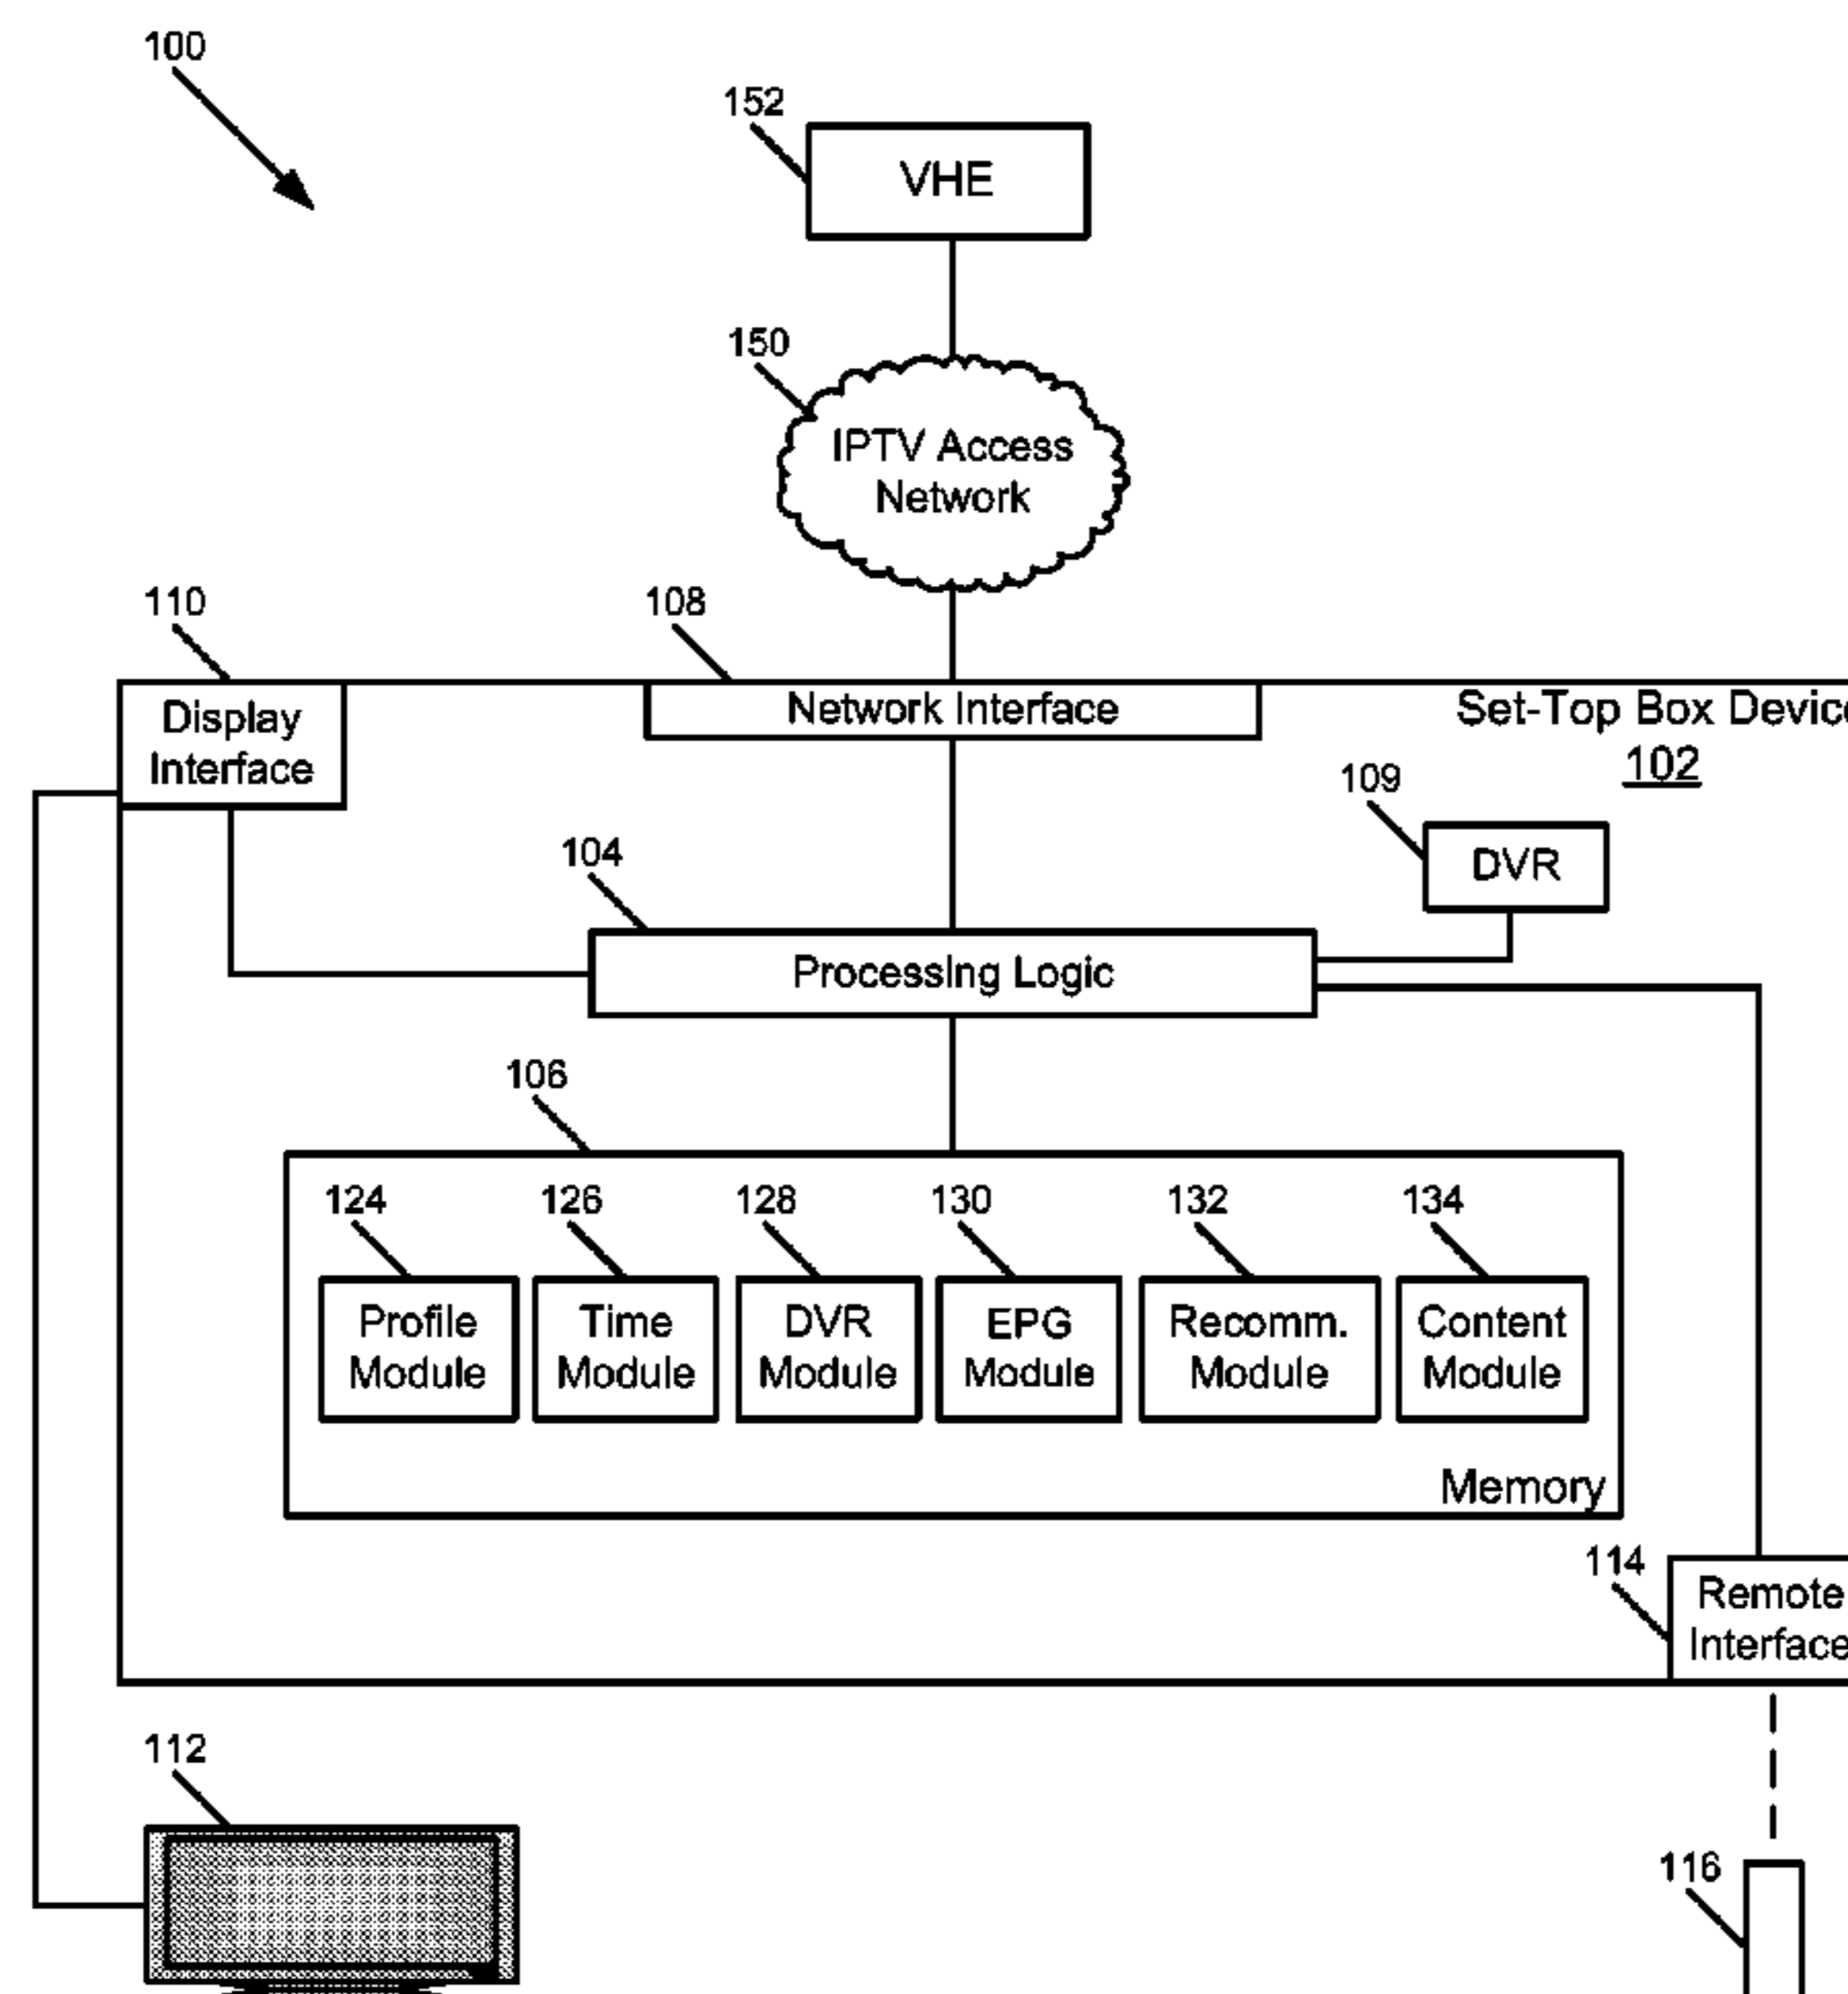 100
152
VHE
150
IPTV Access
Network
110
108
Display
Interface
Network Interface
Set-Top Box Device
102
109
DVR
104
Processing Logic
106
124
126
128
130
132
134
Profile
Module
Time
Module
DVR
Module
EPG
Module
Recomm.
Module
Content
Module
Memory
114
Remote
Interface
112
116